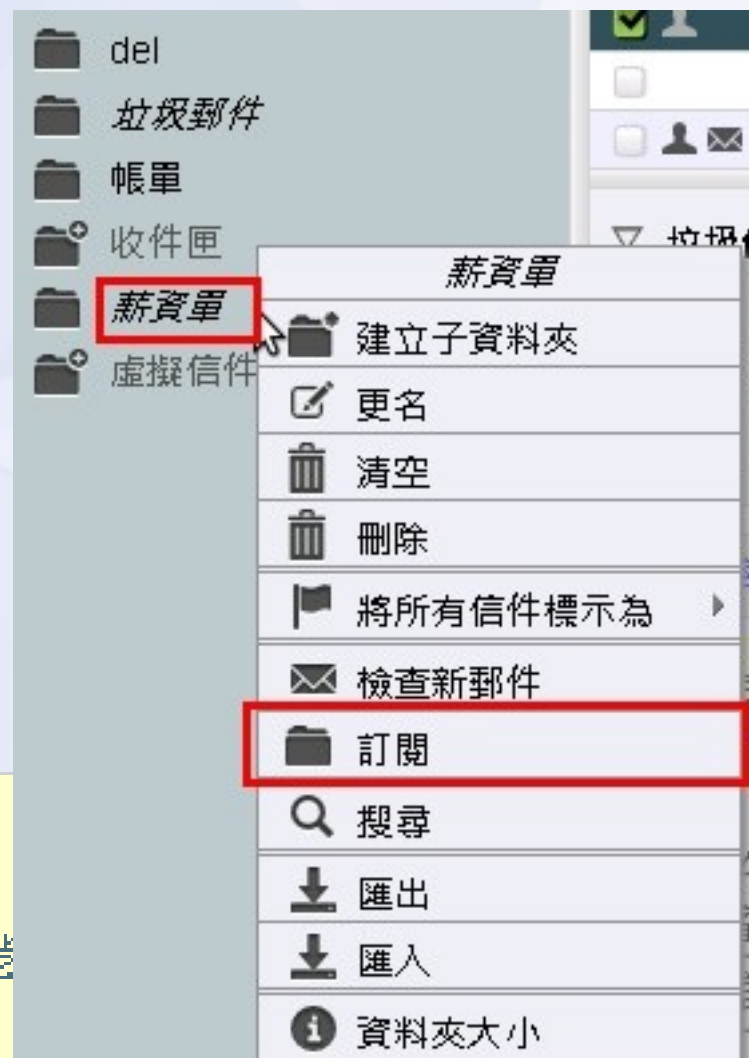 del
垃圾郵件
帳單
收件匣
薪資單
虛擬信件
垃圾
薪資單
建立子資料夾
更名
清空
刪除
將所有信件標示為
檢查新郵件
訂閱
搜尋
匯出
匯入
資料夾大小